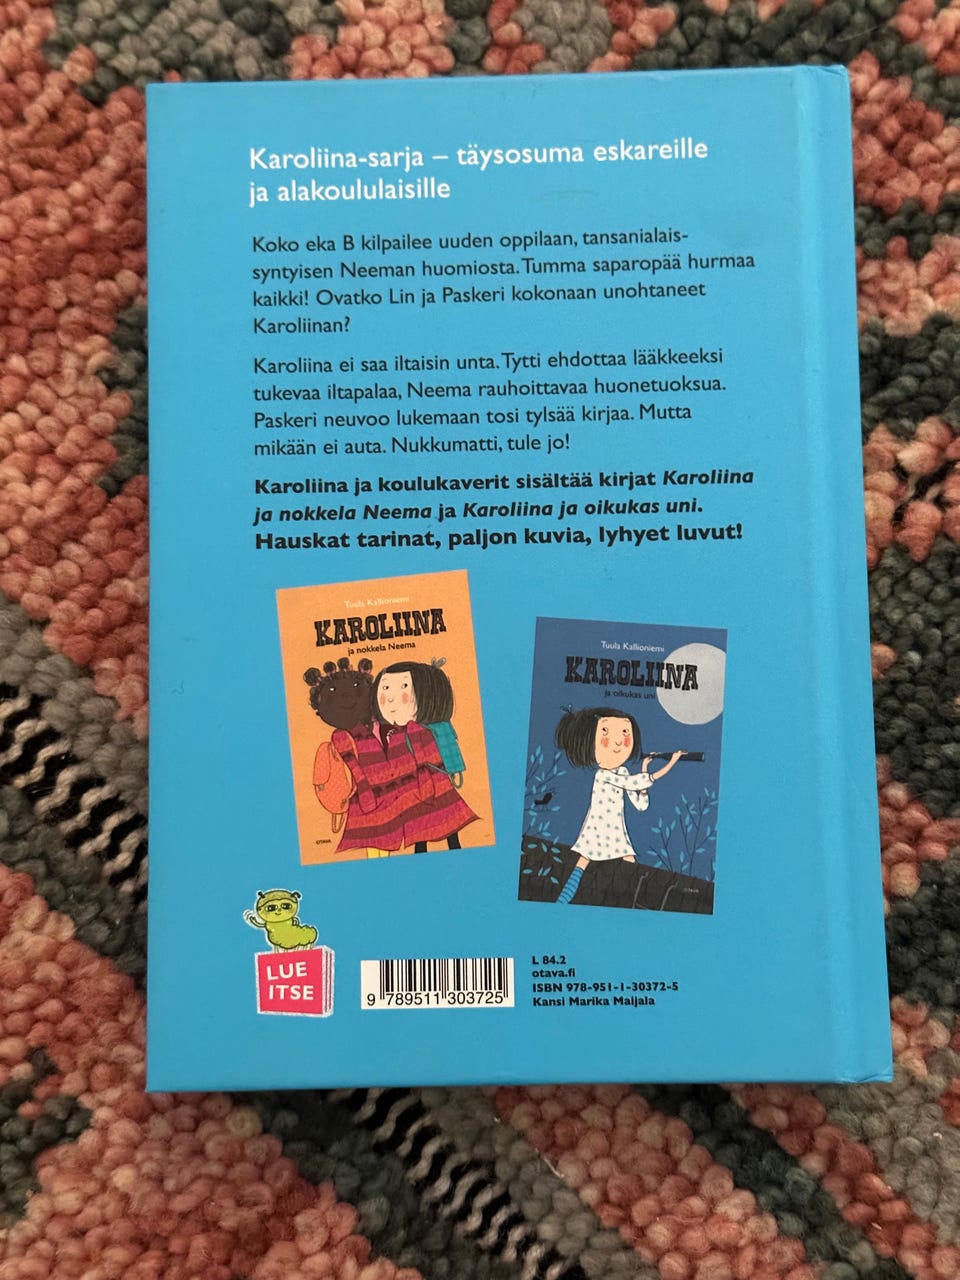 Karoliina-sarja – täysosuma eskareille
ja alakoululaisille
Koko eka B kilpailee uuden oppilaan, tansanialais-
syntyisen Neeman huomiosta. Tumma saparopää hurmaa
kaikki! Ovatko Lin ja Paskeri kokonaan unohtaneet
Karoliinan?
Karoliina ei saa iltaisin unta. Tytti ehdottaa lääkkeeksi
tukevaa iltapalaa, Neema rauhoittavaa huonetuoksua.
Paskeri neuvoo lukemaan tosi tylsää kirjaa. Mutta
mikään ei auta. Nukkumatti, tule jo!
Karoliina ja koulukaverit sisältää kirjat Karoliina
ja nokkela Neema ja Karoliina ja oikukas uni.
Hauskat tarinat, paljon kuvia, lyhyet luvut!
Tuula Kallioniemi
KAROLIINA
ja nokkela Neema
OTAVA
Tuula Kallioniemi
KAROLIINA
ja oikukas uni
OTAVA
LUE
ITSE
9 789511 303725
L 84.2
otava.fi
ISBN 978-951-1-30372-5
Kansi Marika Maijala